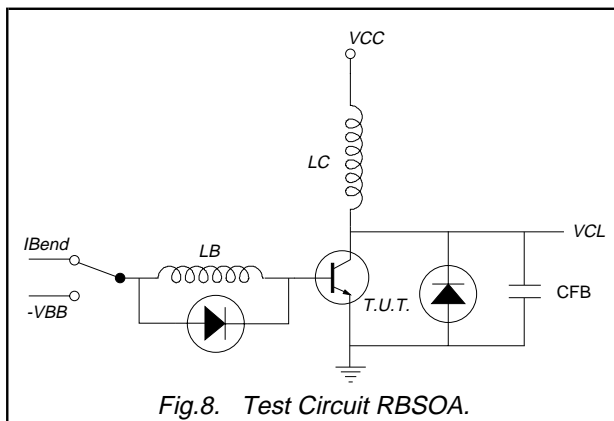 VCC
LC
IBend
LB
VCL
-VBB
T.U.T.
CFB
Fig.8. Test Circuit RBSOA.